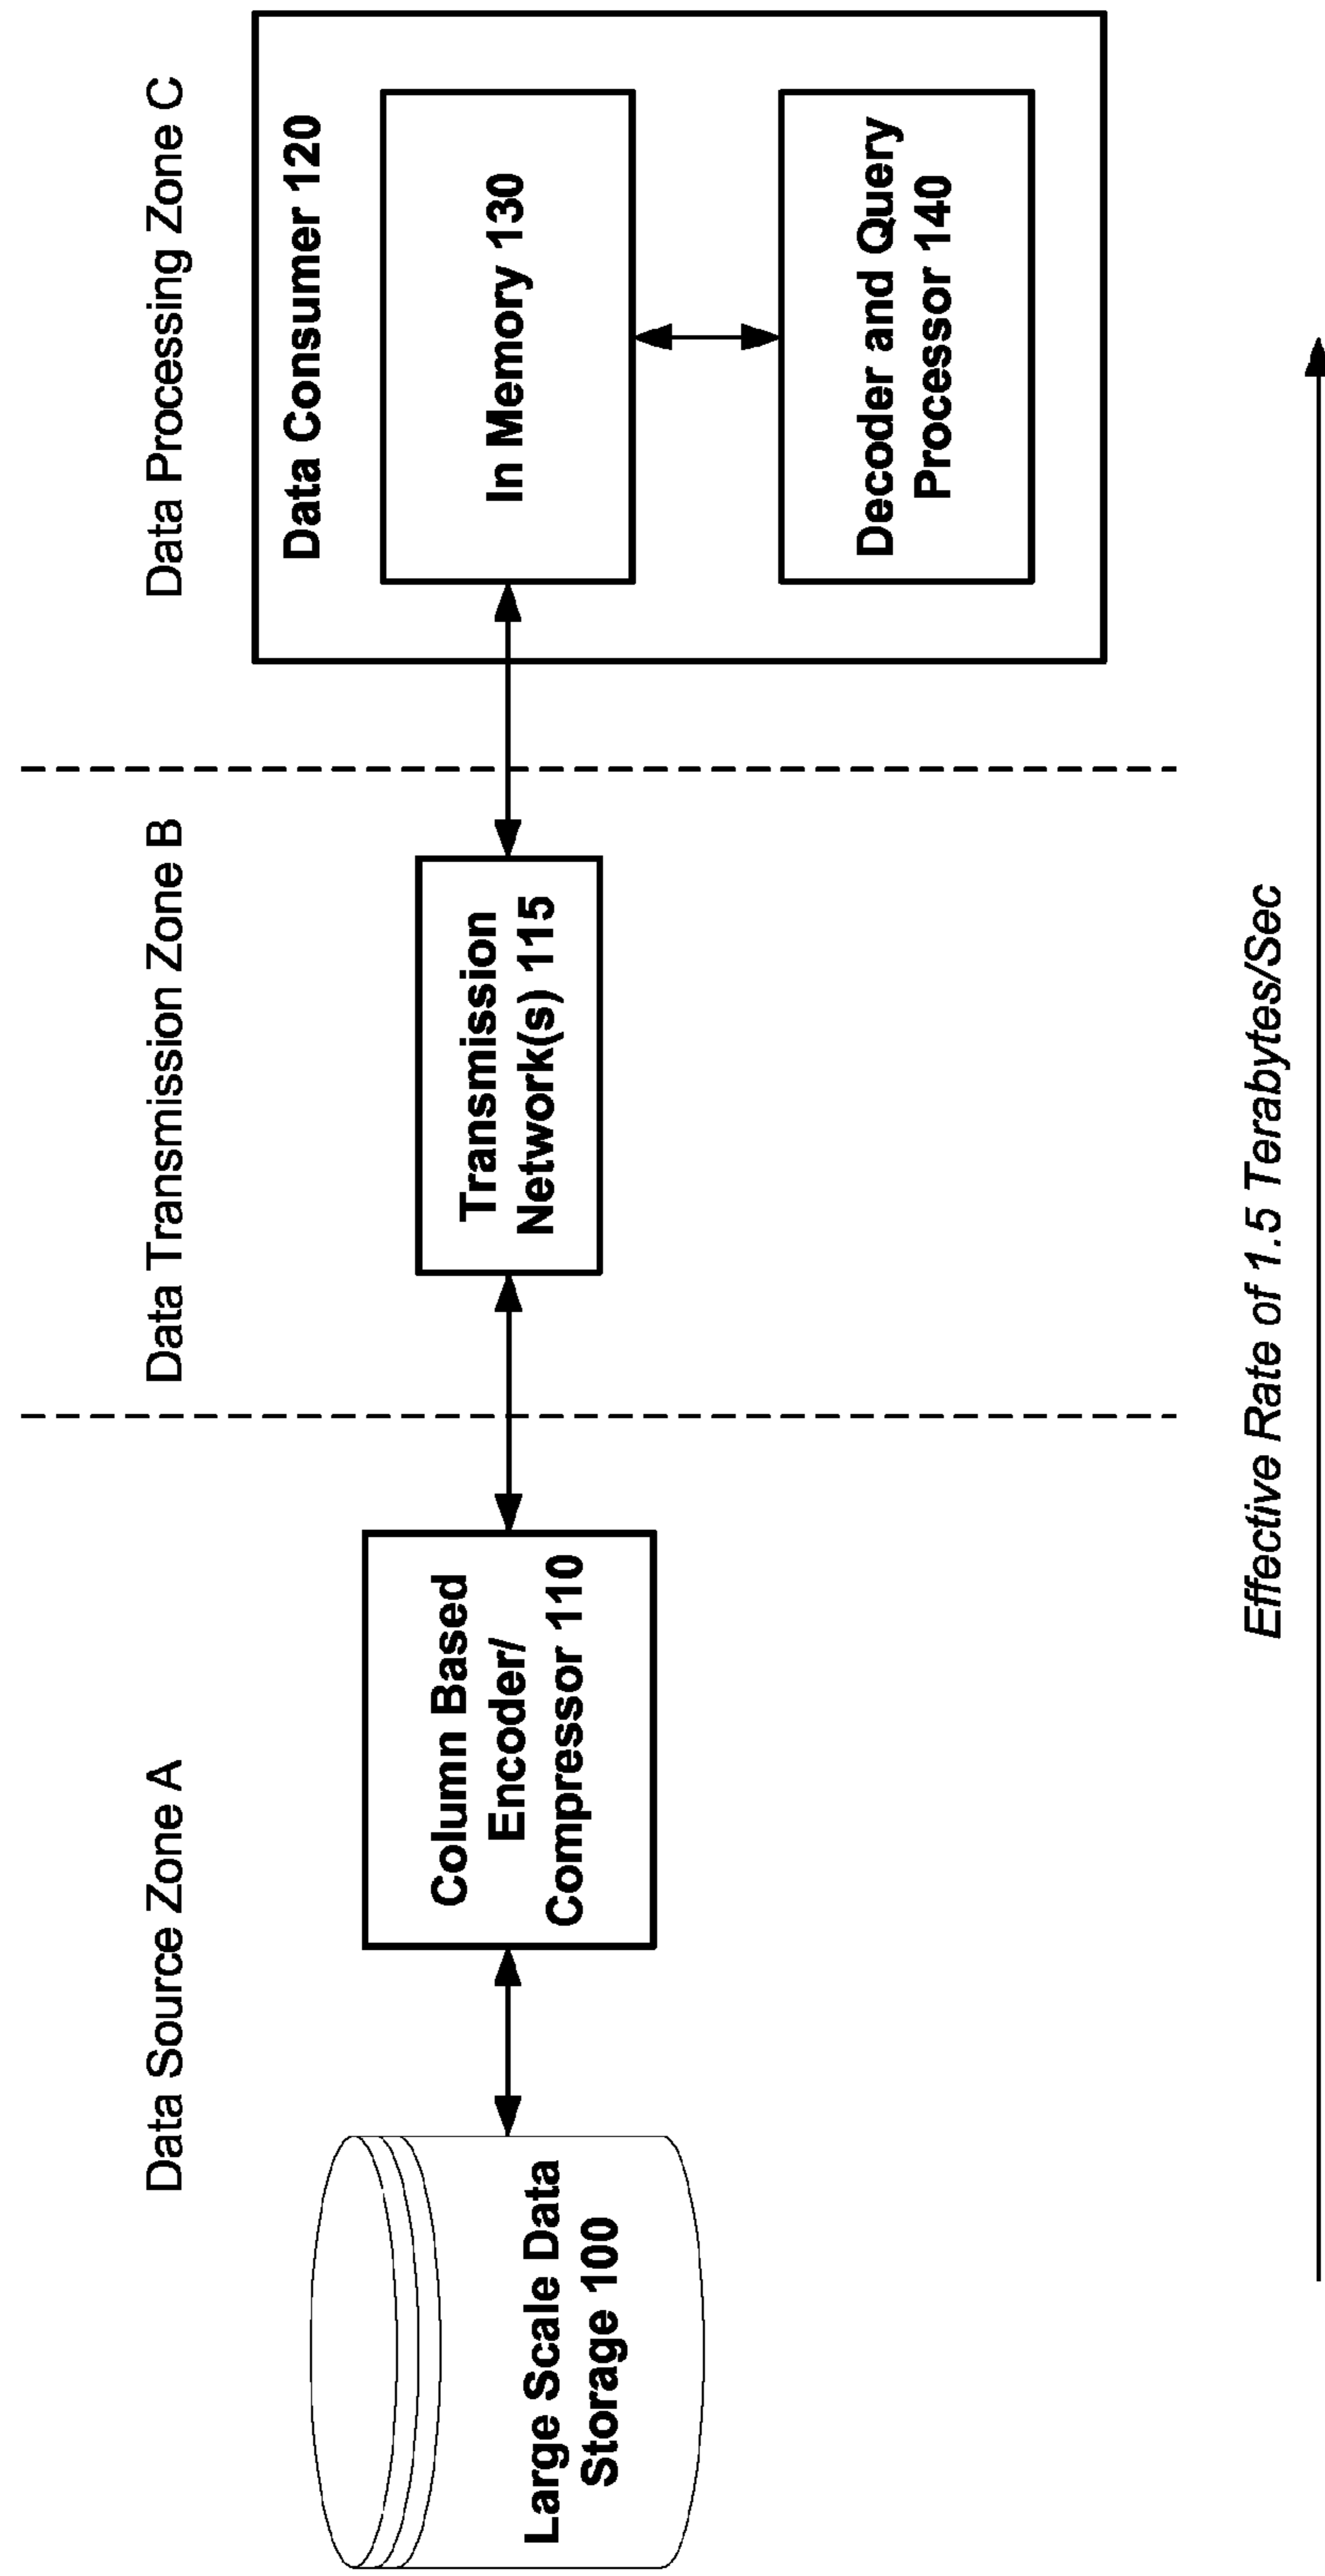 Data Source Zone A
Data Transmission Zone B
Data Processing Zone C
Large Scale Data
Storage 100
Column Based
Encoder/
Compressor 110
Transmission
Network(s) 115
Data Consumer 120
In Memory 130
Decoder and Query
Processor 140
Effective Rate of 1.5 Terabytes/Sec